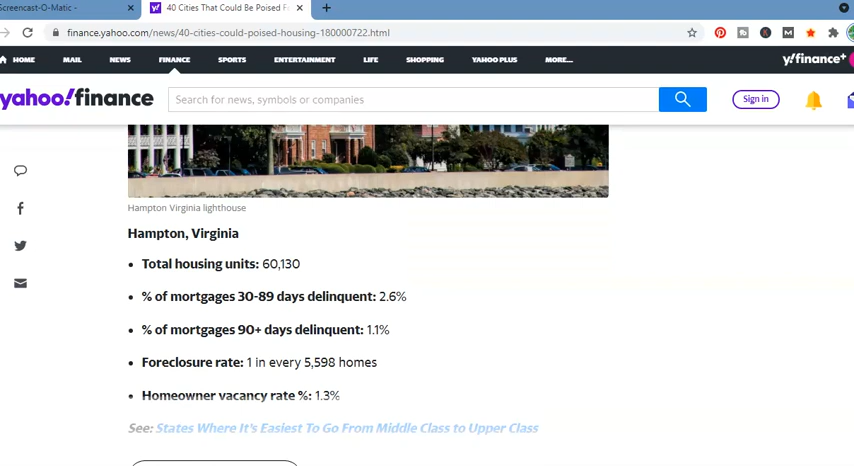 Screencast-O-Matic -
40 Cities That Could Be Poised F
finance.yahoo.com/news/40-cities-could-poised-housing-180000722.html
HOME MAIL NEWS FINANCE SPORTS ENTERTAINMENT LIFE SHOPPING YAHOO PLUS MORE... y!finance+
yahoo!finance Search for news, symbols or companies Sign in
Hampton Virginia lighthouse
Hampton, Virginia
• Total housing units: 60,130
• % of mortgages 30-89 days delinquent: 2.6%
• % of mortgages 90+ days delinquent: 1.1%
• Foreclosure rate: 1 in every 5,598 homes
• Homeowner vacancy rate %: 1.3%
See: States Where It's Easiest To Go From Middle Class to Upper Class